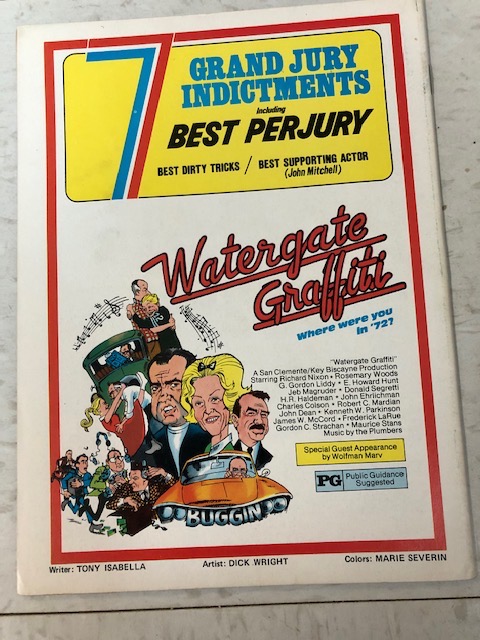 7
GRAND JURY
INDICTMENTS
Including
BEST PERJURY
BEST DIRTY TRICKS / BEST SUPPORTING ACTOR
(John Mitchell)
Watergate
Graffiti
Where were you
in '72?
"Watergate Graffiti"
A San Clemente/Key Biscayne Production
Starring Richard Nixon • Rosemary Woods
G. Gordon Liddy • E. Howard Hunt
Jeb Magruder • Donald Segretti
H.R. Haldeman • John Ehrlichman
Charles Colson • Robert C. Mardian
John Dean • Kenneth W. Parkinson
James W. McCord • Frederick LaRue
Gordon C. Strachan • Maurice Stans
Music by the Plumbers
Special Guest Appearance
by Wolfman Marv
PG Public Guidance
Suggested
BUGGIN
Writer: TONY ISABELLA Artist: DICK WRIGHT Colors: MARIE SEVERIN